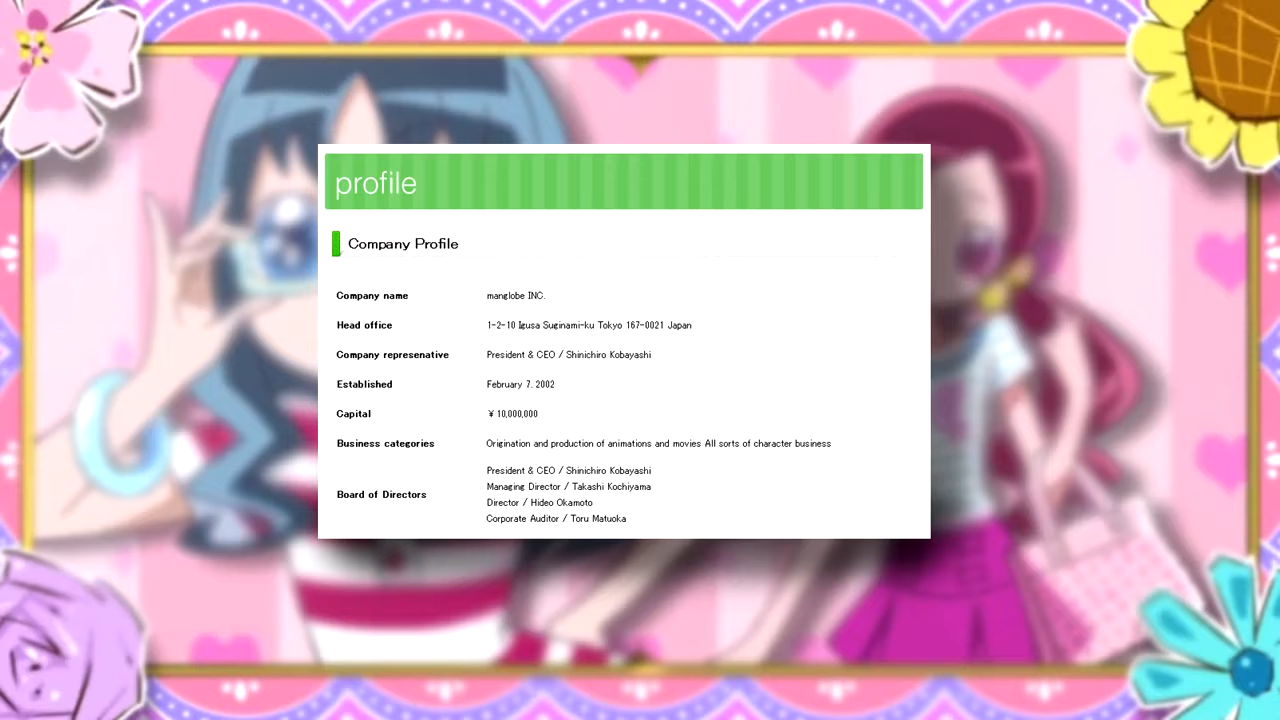 profile
Company Profile
Company name manglobe INC.
Head office 1-2-10 Igusa Suginami-ku Tokyo 167-0021 Japan
Company represenative President & CEO / Shinichiro Kobayashi
Established February 7, 2002
Capital ¥ 10,000,000
Business categories Origination and production of animations and movies All sorts of character business
Board of Directors President & CEO / Shinichiro Kobayashi
Managing Director / Takashi Kochiyama
Director / Hideo Okamoto
Corporate Auditor / Toru Matuoka